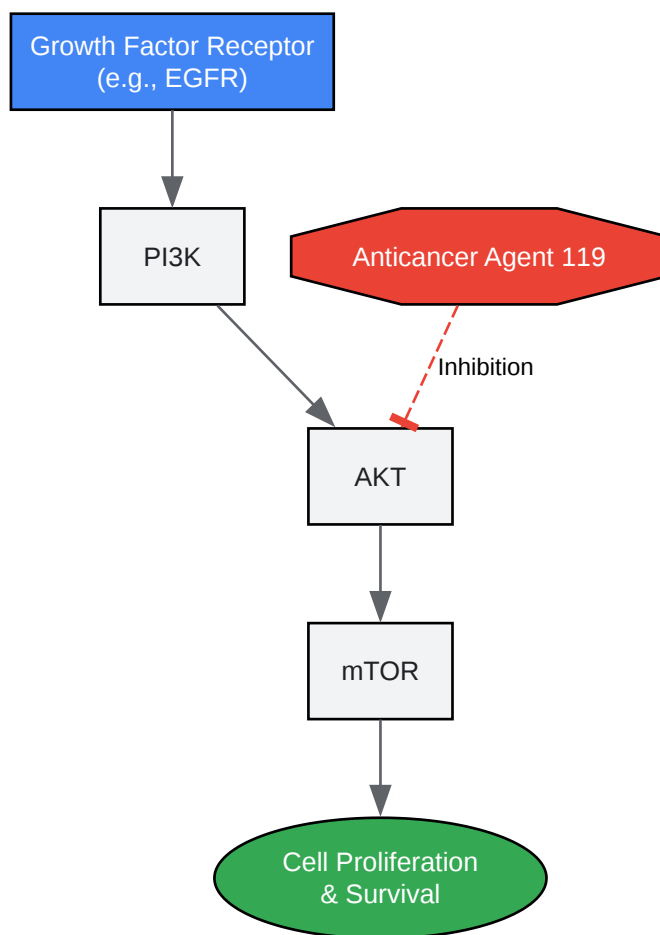 Growth Factor Receptor
(e.g., EGFR)
PI3K
Anticancer Agent 119
Inhibition
AKT
mTOR
Cell Proliferation
& Survival